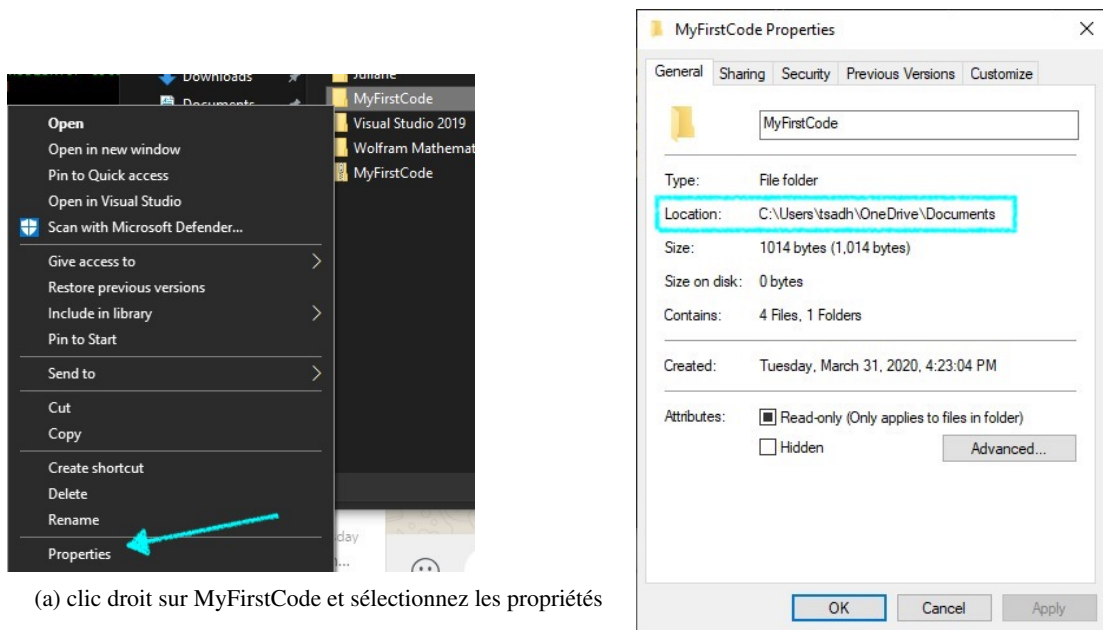 Downloads
Juliane
Documents
MyFirstCode
Visual Studio 2019
Wolfram Mathemat
MyFirstCode
Open
Open in new window
Pin to Quick access
Open in Visual Studio
Scan with Microsoft Defender...
Give access to
Restore previous versions
Include in library
Pin to Start
Send to
Cut
Copy
Create shortcut
Delete
Rename
Properties
day
(a) clic droit sur MyFirstCode et sélectionnez les propriétés
MyFirstCode Properties
General Sharing Security Previous Versions Customize
MyFirstCode
Type: File folder
Location: C:\Users\tsadh\OneDrive\Documents
Size: 1014 bytes (1,014 bytes)
Size on disk: 0 bytes
Contains: 4 Files, 1 Folders
Created: Tuesday, March 31, 2020, 4:23:04 PM
Attributes: Read-only (Only applies to files in folder)
Hidden Advanced...
OK Cancel Apply